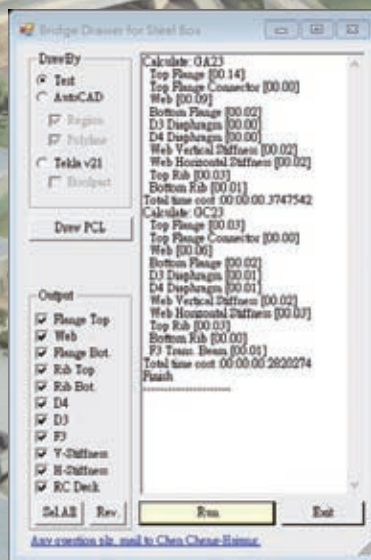 Bridge Drawer for Steel Box
DrawBy
Test
AutoCAD
Region
Polyline
Tekla v21
Draw PCL
Output
Flange Top
Web
Flange Bot.
Rib Top
Rib Bot.
D4
D3
F3
V-Stiffness
H-Stiffness
RC Deck
Sel All
Rev.
Calculate: GA23
Top Flange [00.14]
Top Flange Connector [00.00]
Web [00.09]
Bottom Flange [00.02]
D3 Diaphragm [00.00]
D4 Diaphragm [00.00]
Web Vertical Stiffness [00.02]
Web Horizontal Stiffness [00.02]
Top Rib [00.03]
Bottom Rib [00.01]
Total time cost :00:00:00.3747542
Calculate: GC23
Top Flange [00.03]
Top Flange Connector [00.00]
Web [00.06]
Bottom Flange [00.02]
D3 Diaphragm [00.01]
D4 Diaphragm [00.01]
Web Vertical Stiffness [00.02]
Web Horizontal Stiffness [00.03]
Top Rib [00.03]
Bottom Rib [00.00]
F3 Trans. Beam [00.01]
Total time cost :00:00:00.2820274
Finish
--------------------
Run
Exit
Any question plz. mail to Chen Cheng-